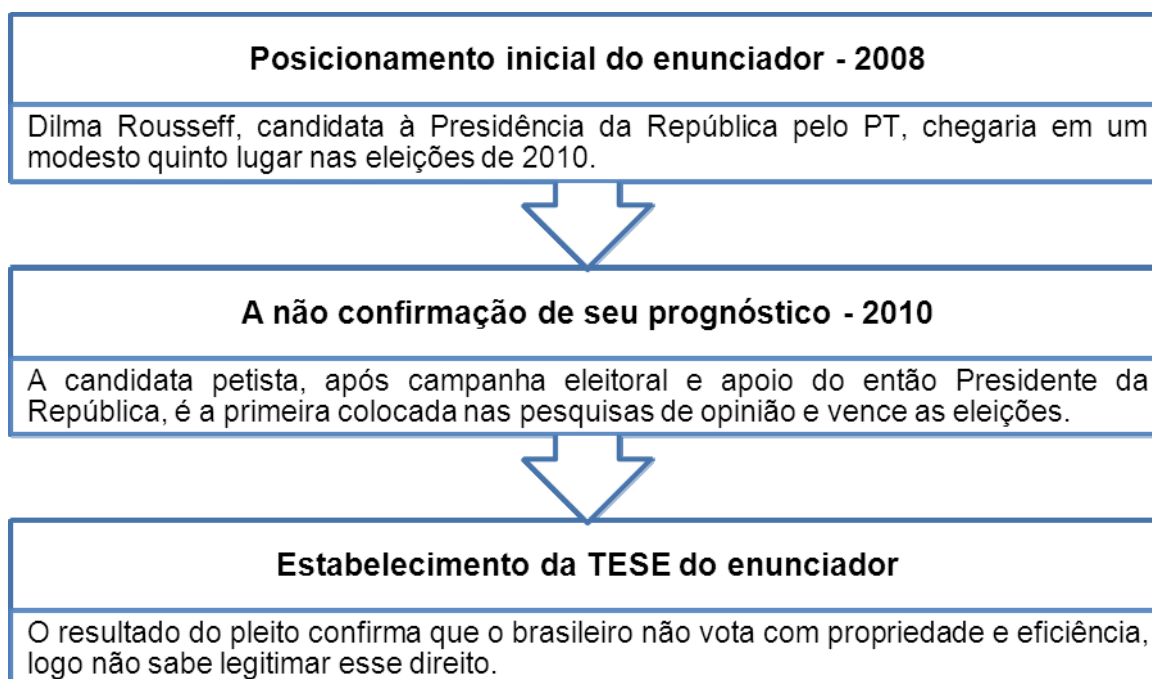 Posicionamento inicial do enunciador - 2008
Dilma Rousseff, candidata à Presidência da República pelo PT, chegaria em um
modesto quinto lugar nas eleições de 2010.
A não confirmação de seu prognóstico - 2010
A candidata petista, após campanha eleitoral e apoio do então Presidente da
República, é a primeira colocada nas pesquisas de opinião e vence as eleições.
Estabelecimento da TESE do enunciador
O resultado do pleito confirma que o brasileiro não vota com propriedade e eficiência,
logo não sabe legitimar esse direito.